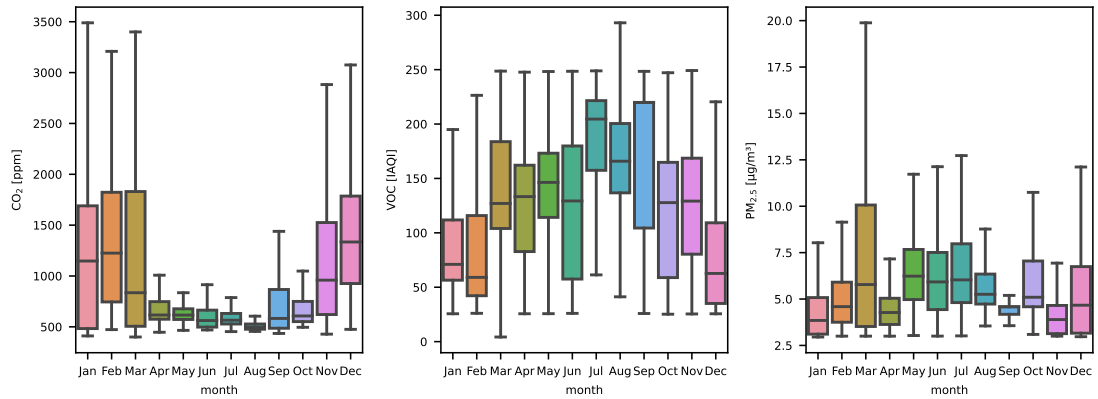 CO₂ [ppm]
3500
3000
2500
2000
1500
1000
500
Jan Feb Mar Apr May Jun Jul Aug Sep Oct Nov Dec
month
VOC [IAQI]
300
250
200
150
100
50
0
Jan Feb Mar Apr May Jun Jul Aug Sep Oct Nov Dec
month
PM₂.₅ [μg/m³]
20.0
17.5
15.0
12.5
10.0
7.5
5.0
2.5
Jan Feb Mar Apr May Jun Jul Aug Sep Oct Nov Dec
month